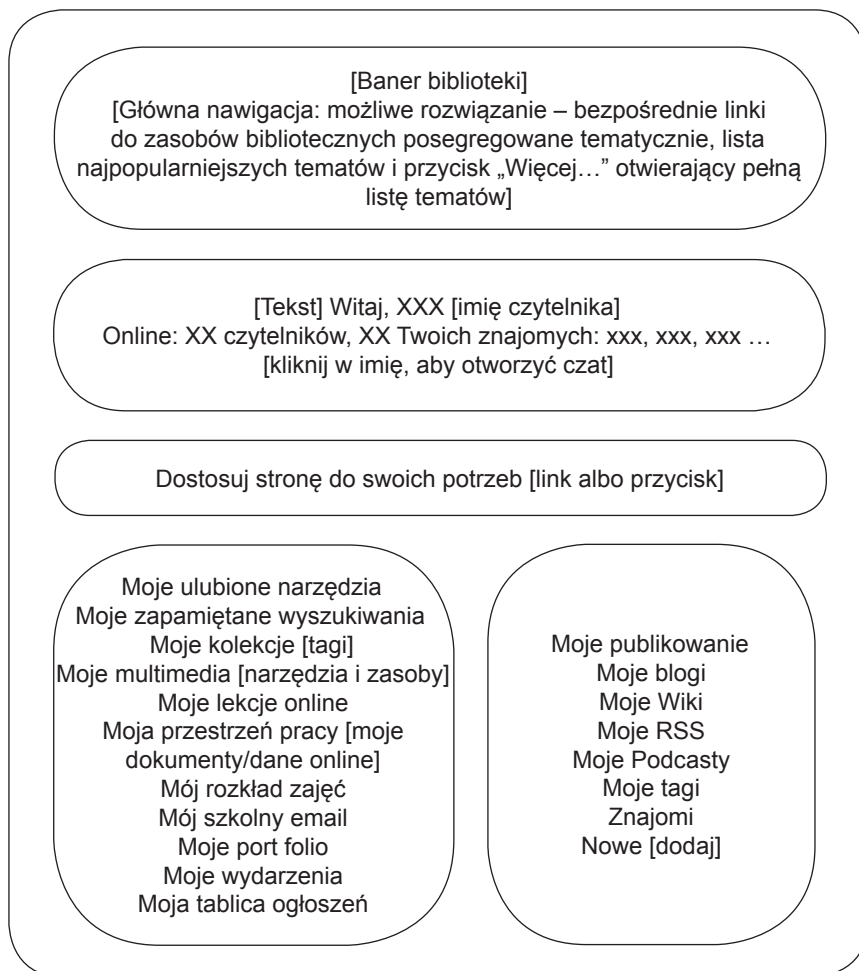 [Baner biblioteki]
[Główna nawigacja: możliwe rozwiązanie – bezpośrednie linki
do zasobów bibliotecznych posegregowane tematycznie, lista
najpopularniejszych tematów i przycisk „Więcej…” otwierający pełną
listę tematów]
[Tekst] Witaj, XXX [imię czytelnika]
Online: XX czytelników, XX Twoich znajomych: xxx, xxx, xxx …
[kliknij w imię, aby otworzyć czat]
Dostosuj stronę do swoich potrzeb [link albo przycisk]
Moje ulubione narzędzia
Moje zapamiętane wyszukiwania
Moje kolekcje [tagi]
Moje multimedia [narzędzia i zasoby]
Moje lekcje online
Moja przestrzeń pracy [moje
dokumenty/dane online]
Mój rozkład zajęć
Mój szkolny email
Moje port folio
Moje wydarzenia
Moja tablica ogłoszeń
Moje publikowanie
Moje blogi
Moje Wiki
Moje RSS
Moje Podcasty
Moje tagi
Znajomi
Nowe [dodaj]